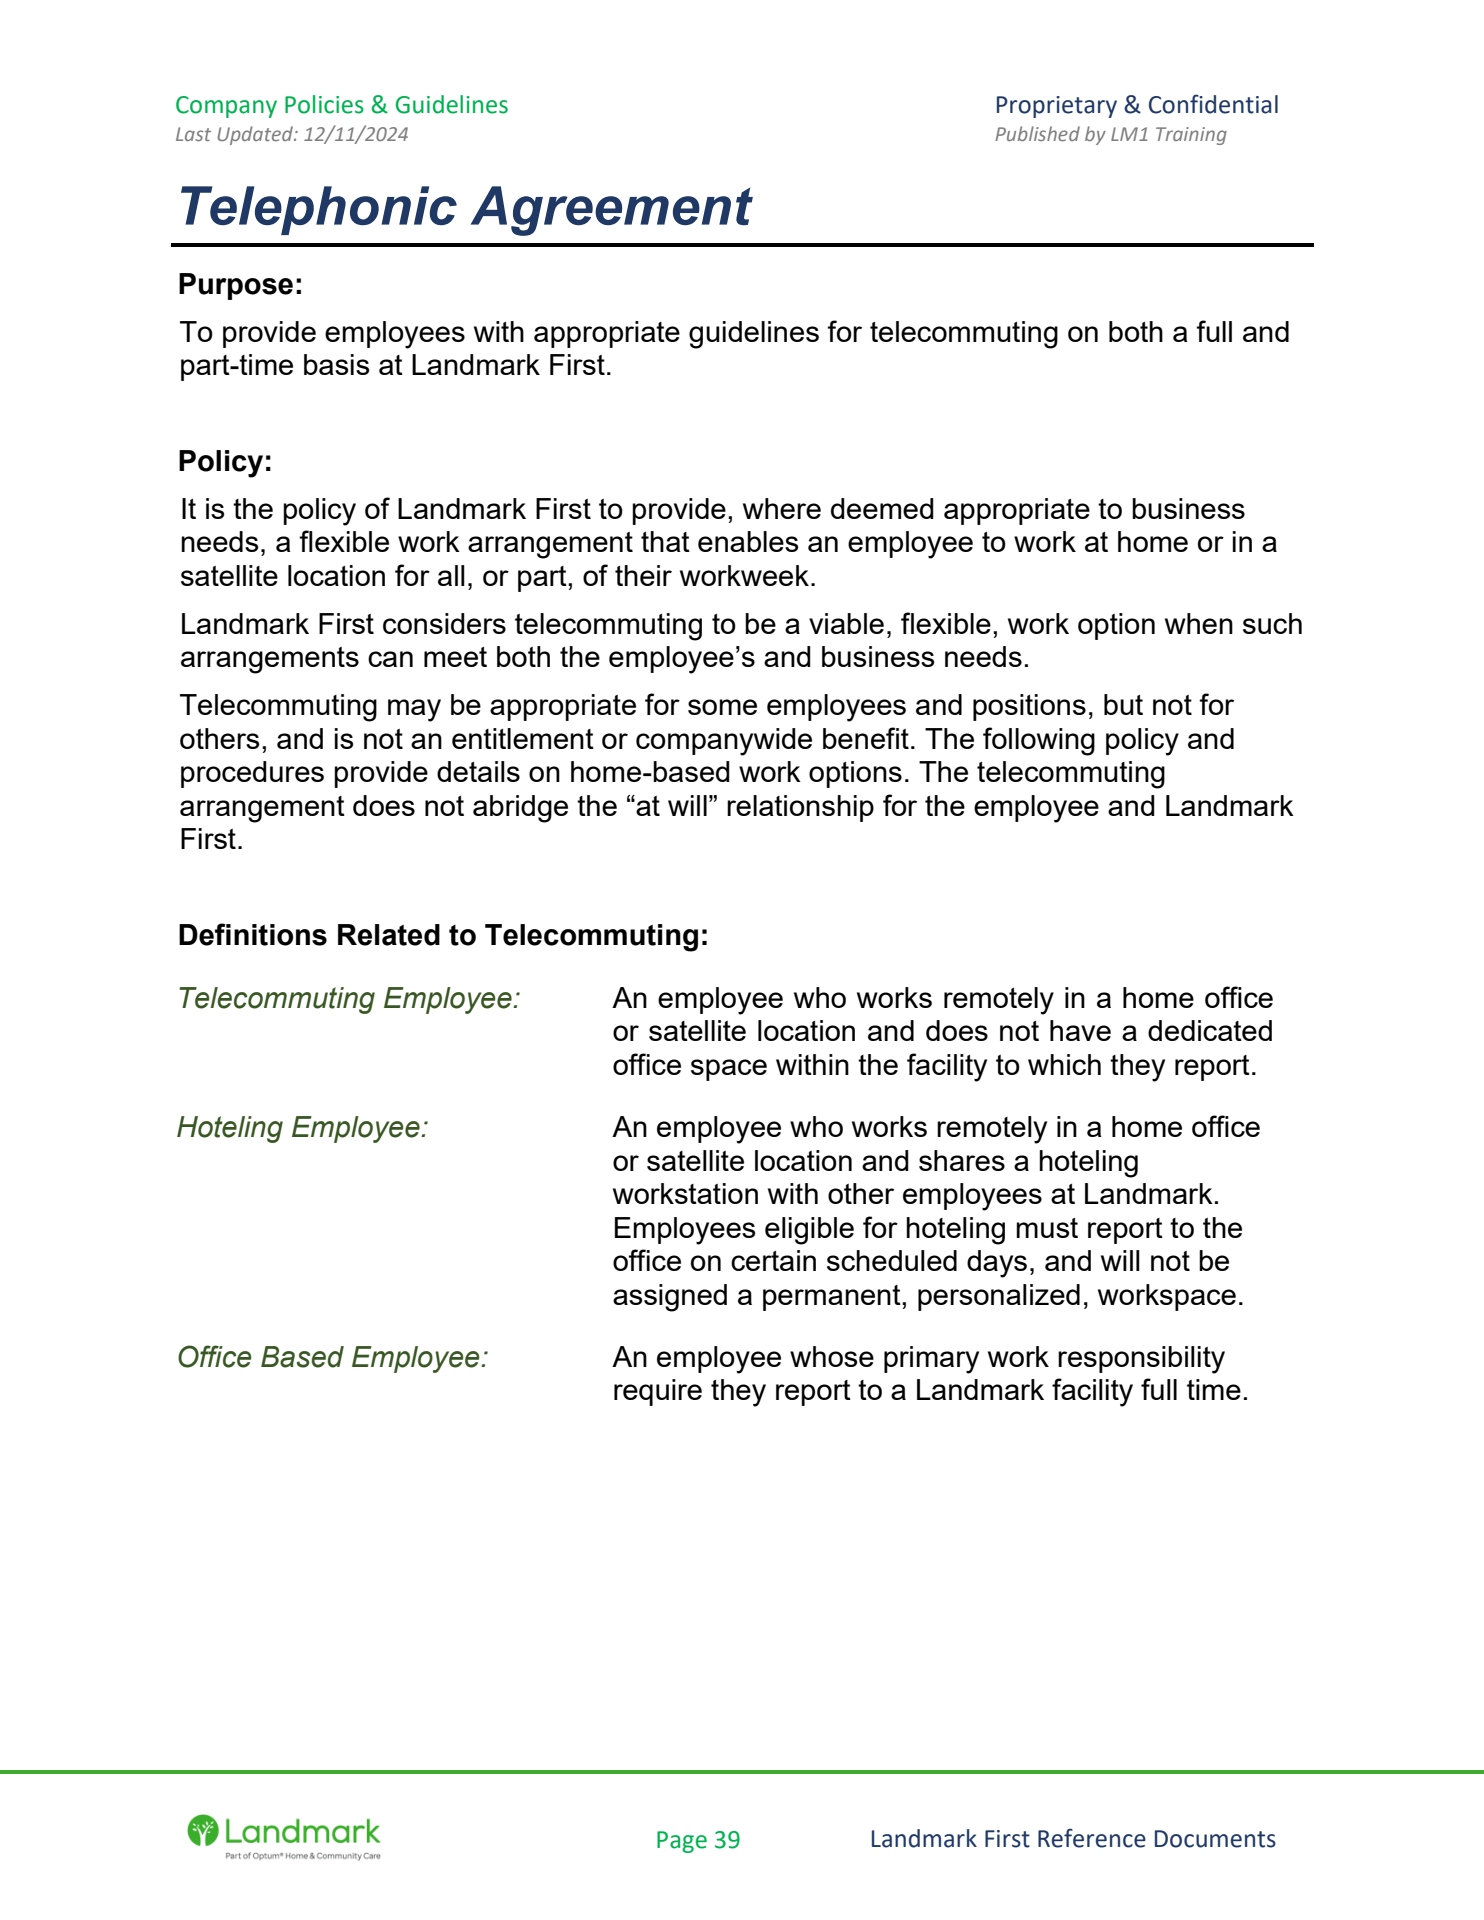 Company Policies & Guidelines
Proprietary & Confidential
Last Updated: 12/11/2024
Published by LM1 Training
Telephonic Agreement
Purpose:
To provide employees with appropriate guidelines for telecommuting on both a full and
part-time basis at Landmark First.
Policy:
It is the policy of Landmark First to provide, where deemed appropriate to business
needs, a flexible work arrangement that enables an employee to work at home or in a
satellite location for all, or part, of their workweek.
Landmark First considers telecommuting to be a viable, flexible, work option when such
arrangements can meet both the employee’s and business needs.
Telecommuting may be appropriate for some employees and positions, but not for
others, and is not an entitlement or companywide benefit. The following policy and
procedures provide details on home-based work options. The telecommuting
arrangement does not abridge the “at will” relationship for the employee and Landmark
First.
Definitions Related to Telecommuting:
Telecommuting Employee:
An employee who works remotely in a home office
or satellite location and does not have a dedicated
office space within the facility to which they report.
Hoteling Employee:
An employee who works remotely in a home office
or satellite location and shares a hoteling
workstation with other employees at Landmark.
Employees eligible for hoteling must report to the
office on certain scheduled days, and will not be
assigned a permanent, personalized, workspace.
Office Based Employee:
An employee whose primary work responsibility
require they report to a Landmark facility full time.
Landmark
Part of Optum® Home & Community Care
Page 39
Landmark First Reference Documents